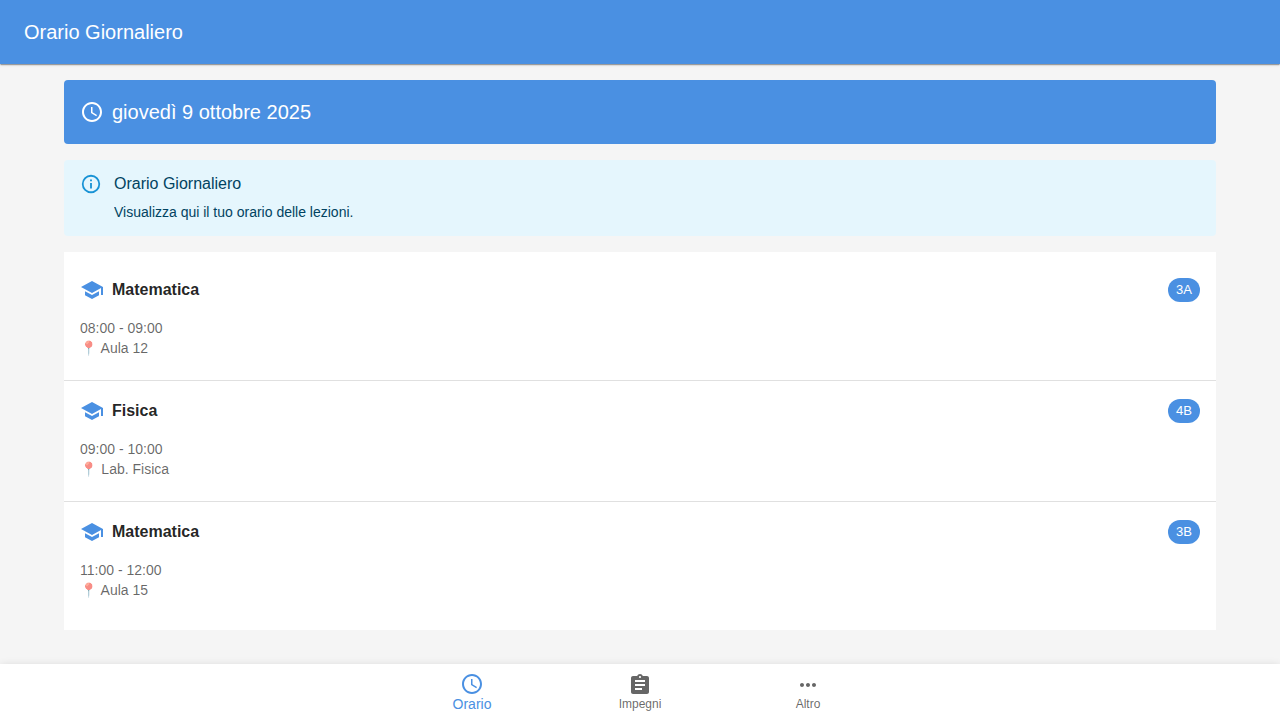 Orario Giornaliero
giovedì 9 ottobre 2025
Orario Giornaliero
Visualizza qui il tuo orario delle lezioni.
Matematica 3A
08:00 - 09:00
📍 Aula 12
Fisica 4B
09:00 - 10:00
📍 Lab. Fisica
Matematica 3B
11:00 - 12:00
📍 Aula 15
Orario Impegni Altro